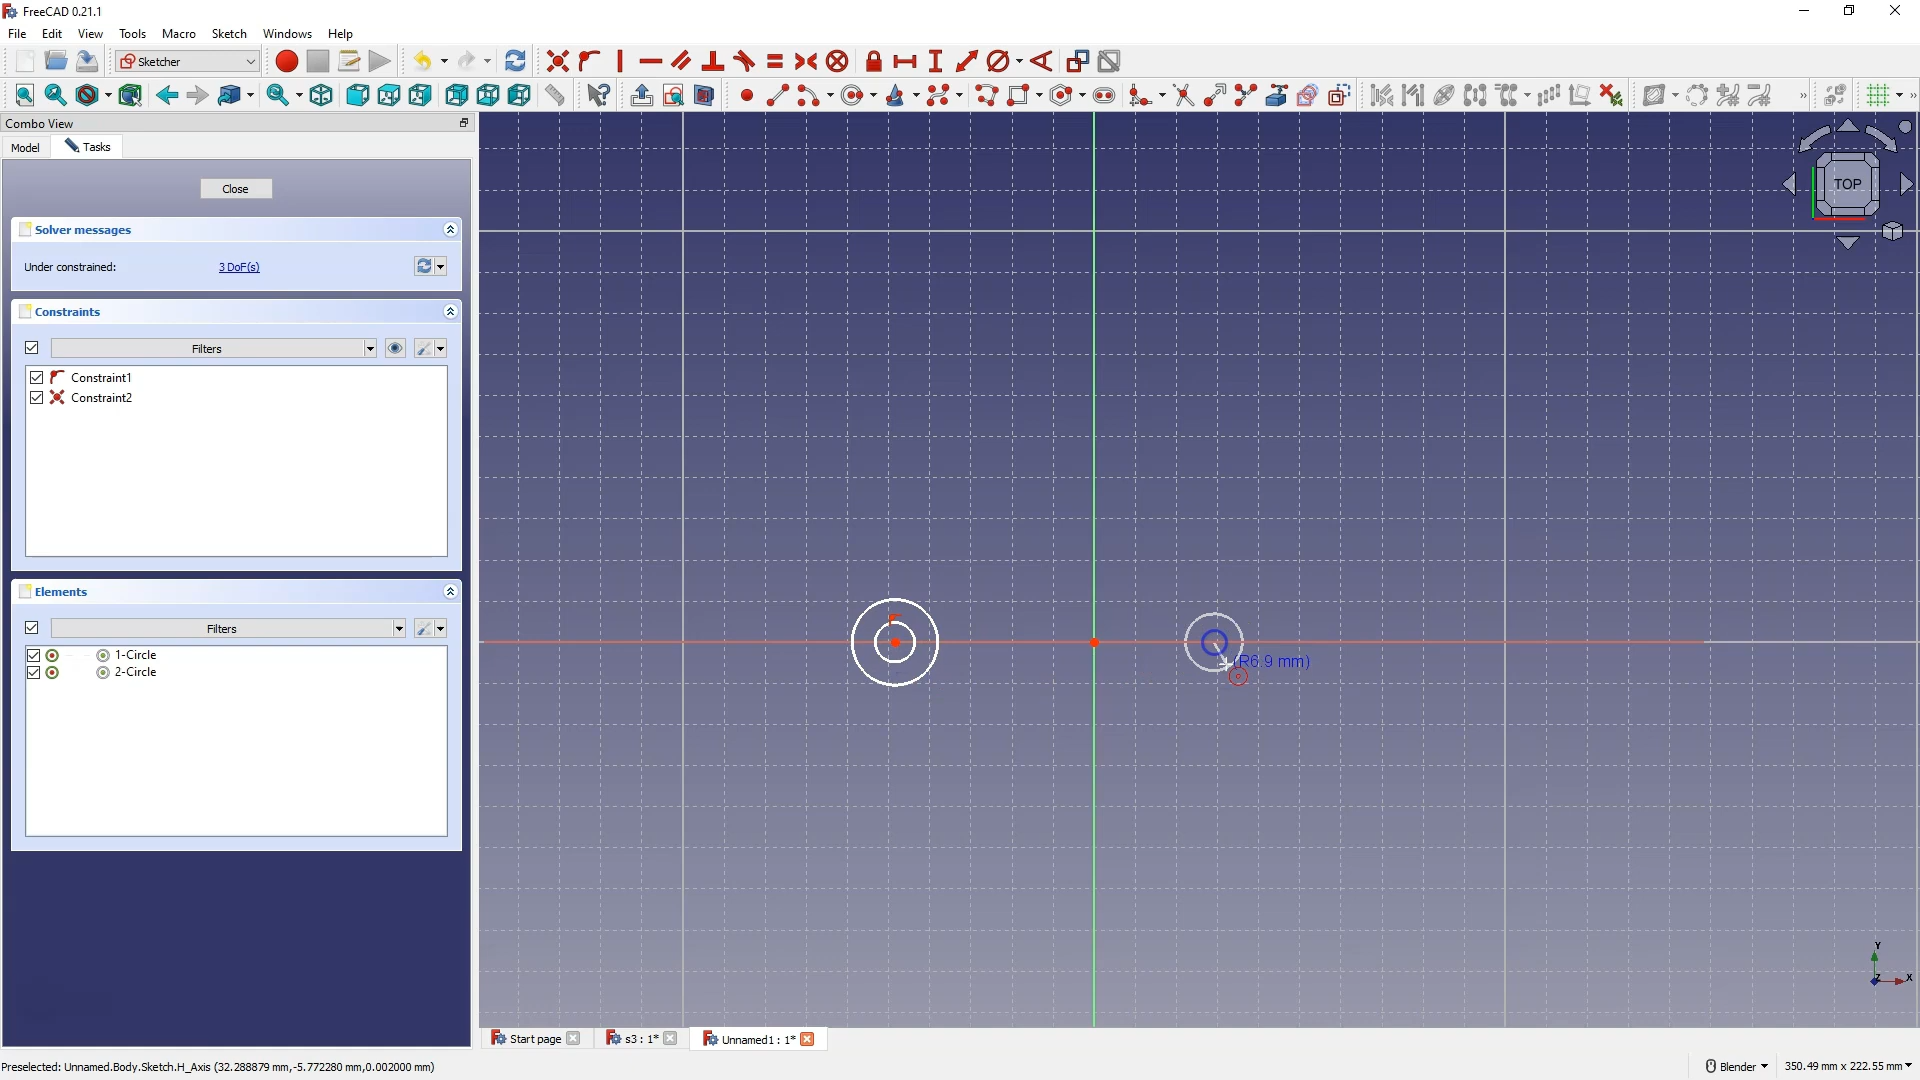 FreeCAD 0.21.1
File Edit View Tools Macro Sketch Windows Help
Sketcher
Combo View
Model Tasks
Close
Solver messages
Under constrained: 3 DoF(s)
Constraints
Filters
Constraint1
Constraint2
Elements
Filters
1-Circle
2-Circle
TOP
(R6.9 mm)
Y
Z X
Start page s3 : 1* Unnamed1 : 1*
Preselected: Unnamed.Body.Sketch.H_Axis (32.288879 mm,-5.772280 mm,0.002000 mm) Blender 350.49 mm x 222.55 mm